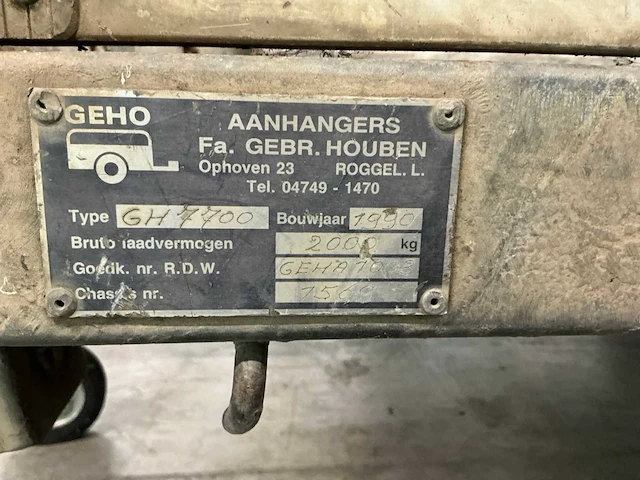 GEHO
AANHANGERS
Fa. GEBR. HOUBEN
Ophoven 23 ROGGEL. L.
Tel. 04749 - 1470
Type GH 7700 Bouwjaar 1990
Bruto laadvermogen 2000 kg
Goedk. nr. R.D.W.
Chassis nr.